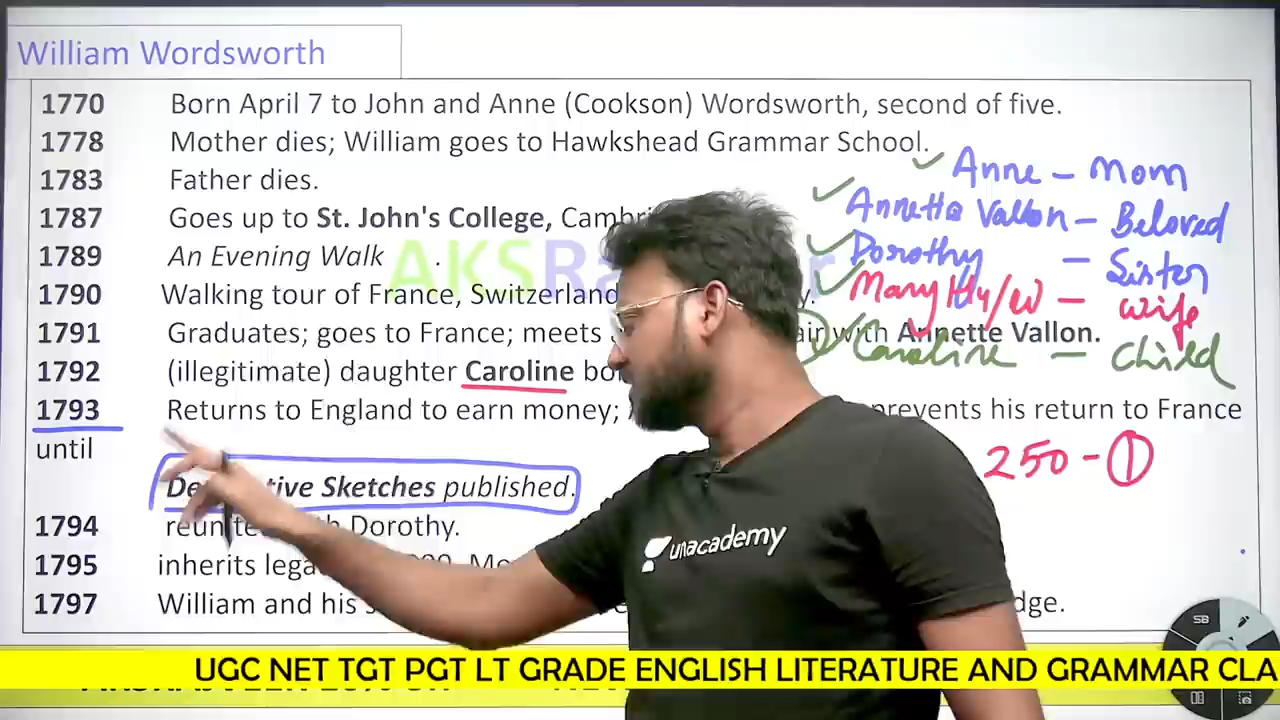 William Wordsworth
1770 Born April 7 to John and Anne (Cookson) Wordsworth, second of five.
1778 Mother dies; William goes to Hawkshead Grammar School.
1783 Father dies.
1787 Goes up to St. John's College,
1789 An Evening Walk .
1790 Walking tour of France, Switzerland
1791 Graduates; goes to France; meets with Annette Vallon.
1792 (illegitimate) daughter Caroline
1793 Returns to England to earn money; prevents his return to France
until
Sketches published.
1794 Dorothy.
1795 inherits
1797 William and his
Anne - Mom
Annette Vallon - Beloved
Dorothy - Sister
Mary - Wife
Caroline - Child
250 - 1
AKSRa
unacademy
SB
UGC NET TGT PGT LT GRADE ENGLISH LITERATURE AND GRAMMAR CLA